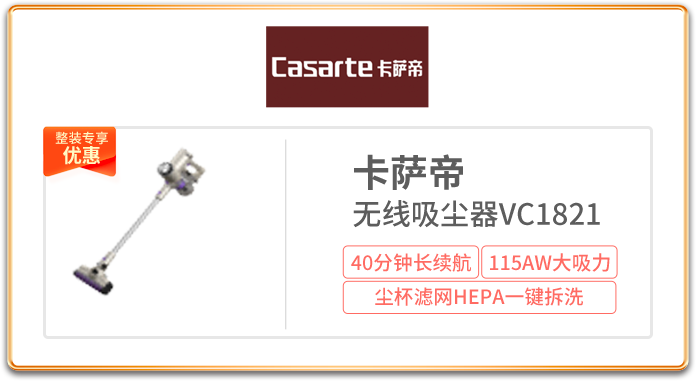 Casarte 卡萨帝
整装专享
优惠
卡萨帝
无线吸尘器VC1821
40分钟长续航
115AW大吸力
尘杯滤网HEPA一键拆洗